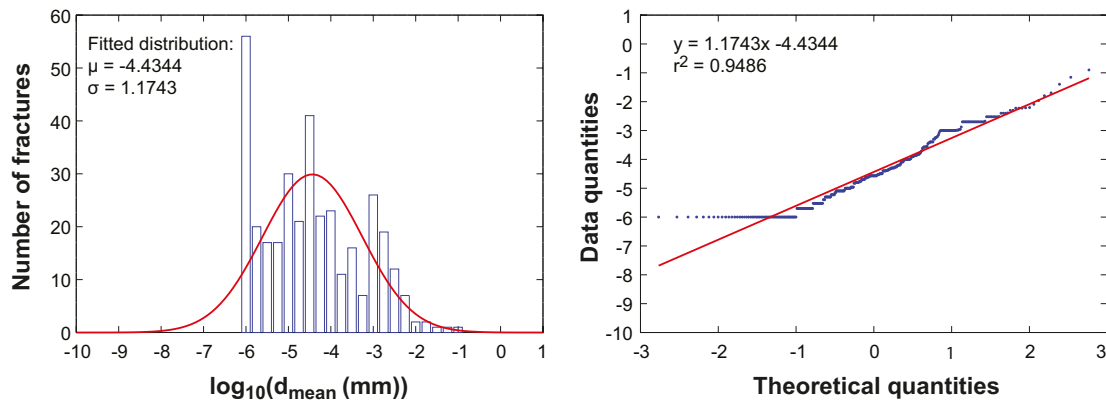 60
50
40
30
20
10
0
Number of fractures
Fitted distribution:
μ = -4.4344
σ = 1.1743
-10 -9 -8 -7 -6 -5 -4 -3 -2 -1 0 1
log10(dmean (mm))
1
0
-1
-2
-3
-4
-5
-6
-7
-8
-9
-10
Data quantities
y = 1.1743x -4.4344
r2 = 0.9486
-3 -2 -1 0 1 2 3
Theoretical quantities